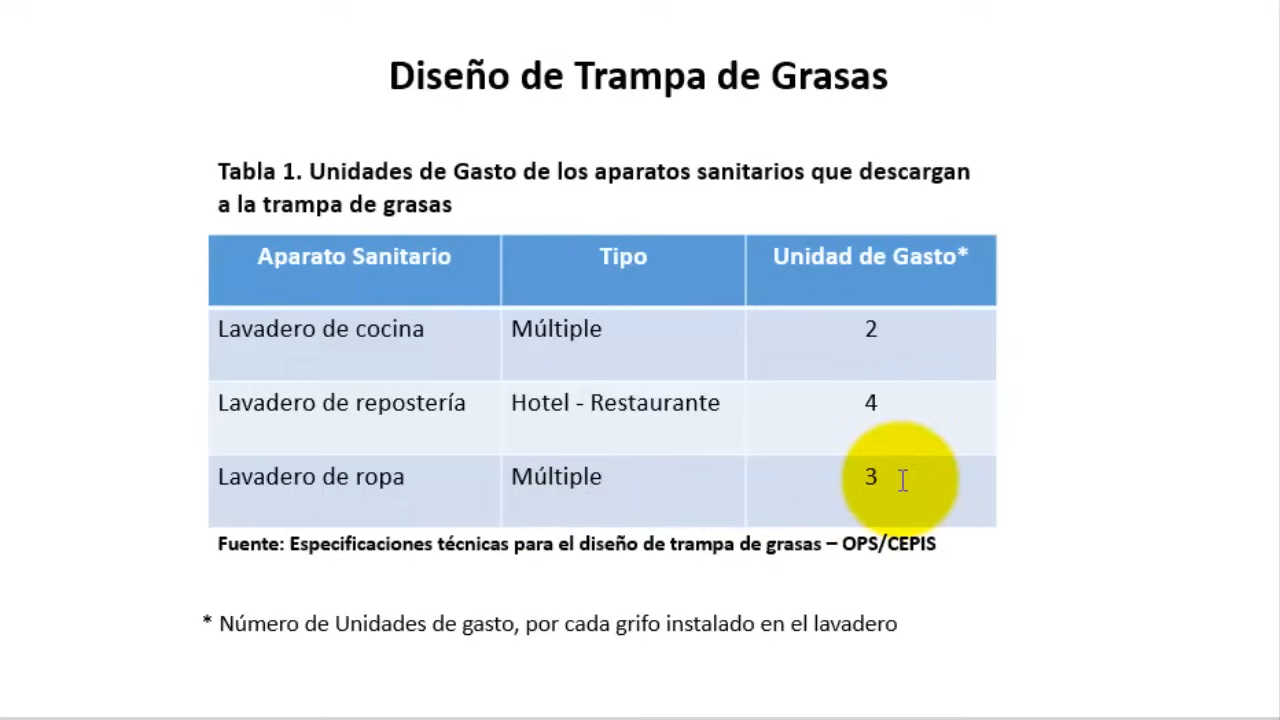 Diseño de Trampa de Grasas
Tabla 1. Unidades de Gasto de los aparatos sanitarios que descargan
a la trampa de grasas
Aparato Sanitario Tipo Unidad de Gasto*
Lavadero de cocina Múltiple 2
Lavadero de repostería Hotel - Restaurante 4
Lavadero de ropa Múltiple 3
Fuente: Especificaciones técnicas para el diseño de trampa de grasas – OPS/CEPIS
* Número de Unidades de gasto, por cada grifo instalado en el lavadero